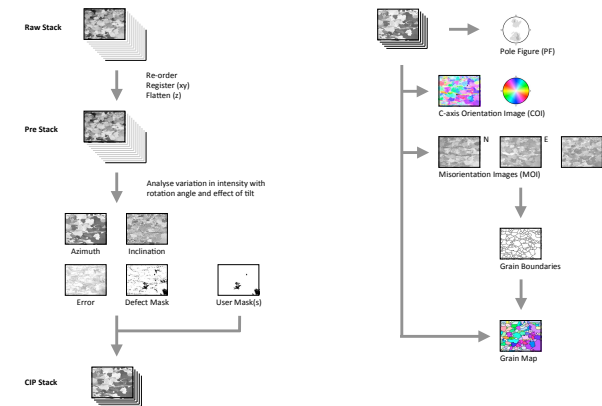 Raw Stack
Re-order
Register (xy)
Flatten (z)
Pre Stack
Analyse variation in intensity with
rotation angle and effect of tilt
Azimuth
Inclination
Error
Defect Mask
User Mask(s)
CIP Stack
Pole Figure (PF)
C-axis Orientation Image (COI)
N
E
Misorientation Images (MOI)
Grain Boundaries
Grain Map